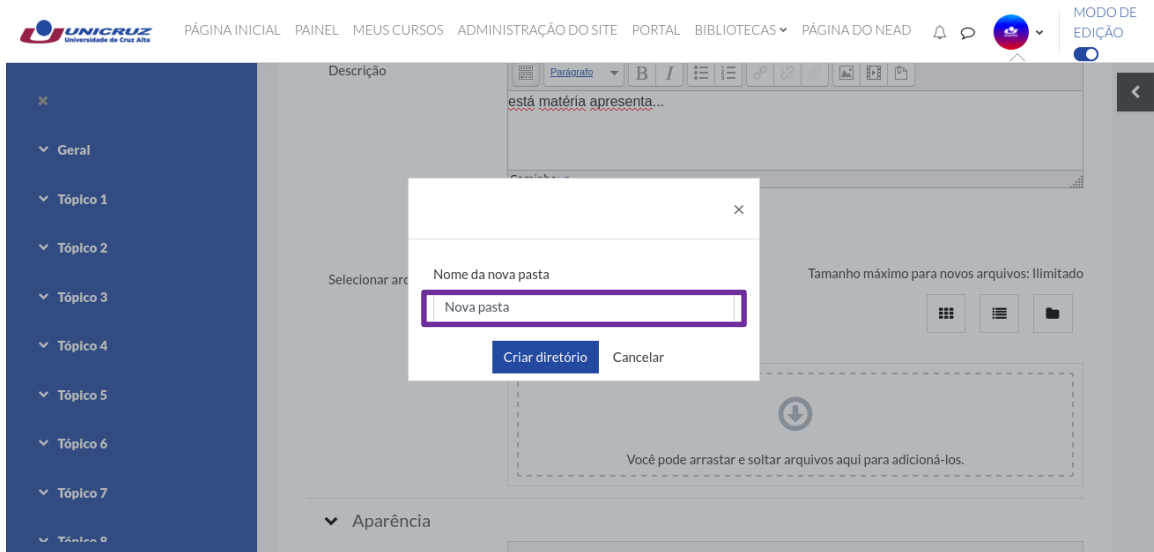 UNICRUZ
Universidade de Cruz Alta
PÁGINA INICIAL PAINEL MEUS CURSOS ADMINISTRAÇÃO DO SITE PORTAL BIBLIOTECAS PÁGINA DO NEAD
MODO DE
EDIÇÃO
Geral
Tópico 1
Tópico 2
Tópico 3
Tópico 4
Tópico 5
Tópico 6
Tópico 7
Tópico 8
Descrição
Parágrafo B I
está matéria apresenta...
Selecionar
Tamanho máximo para novos arquivos: Ilimitado
Nome da nova pasta
Nova pasta
Criar diretório Cancelar
Você pode arrastar e soltar arquivos aqui para adicioná-los.
Aparência